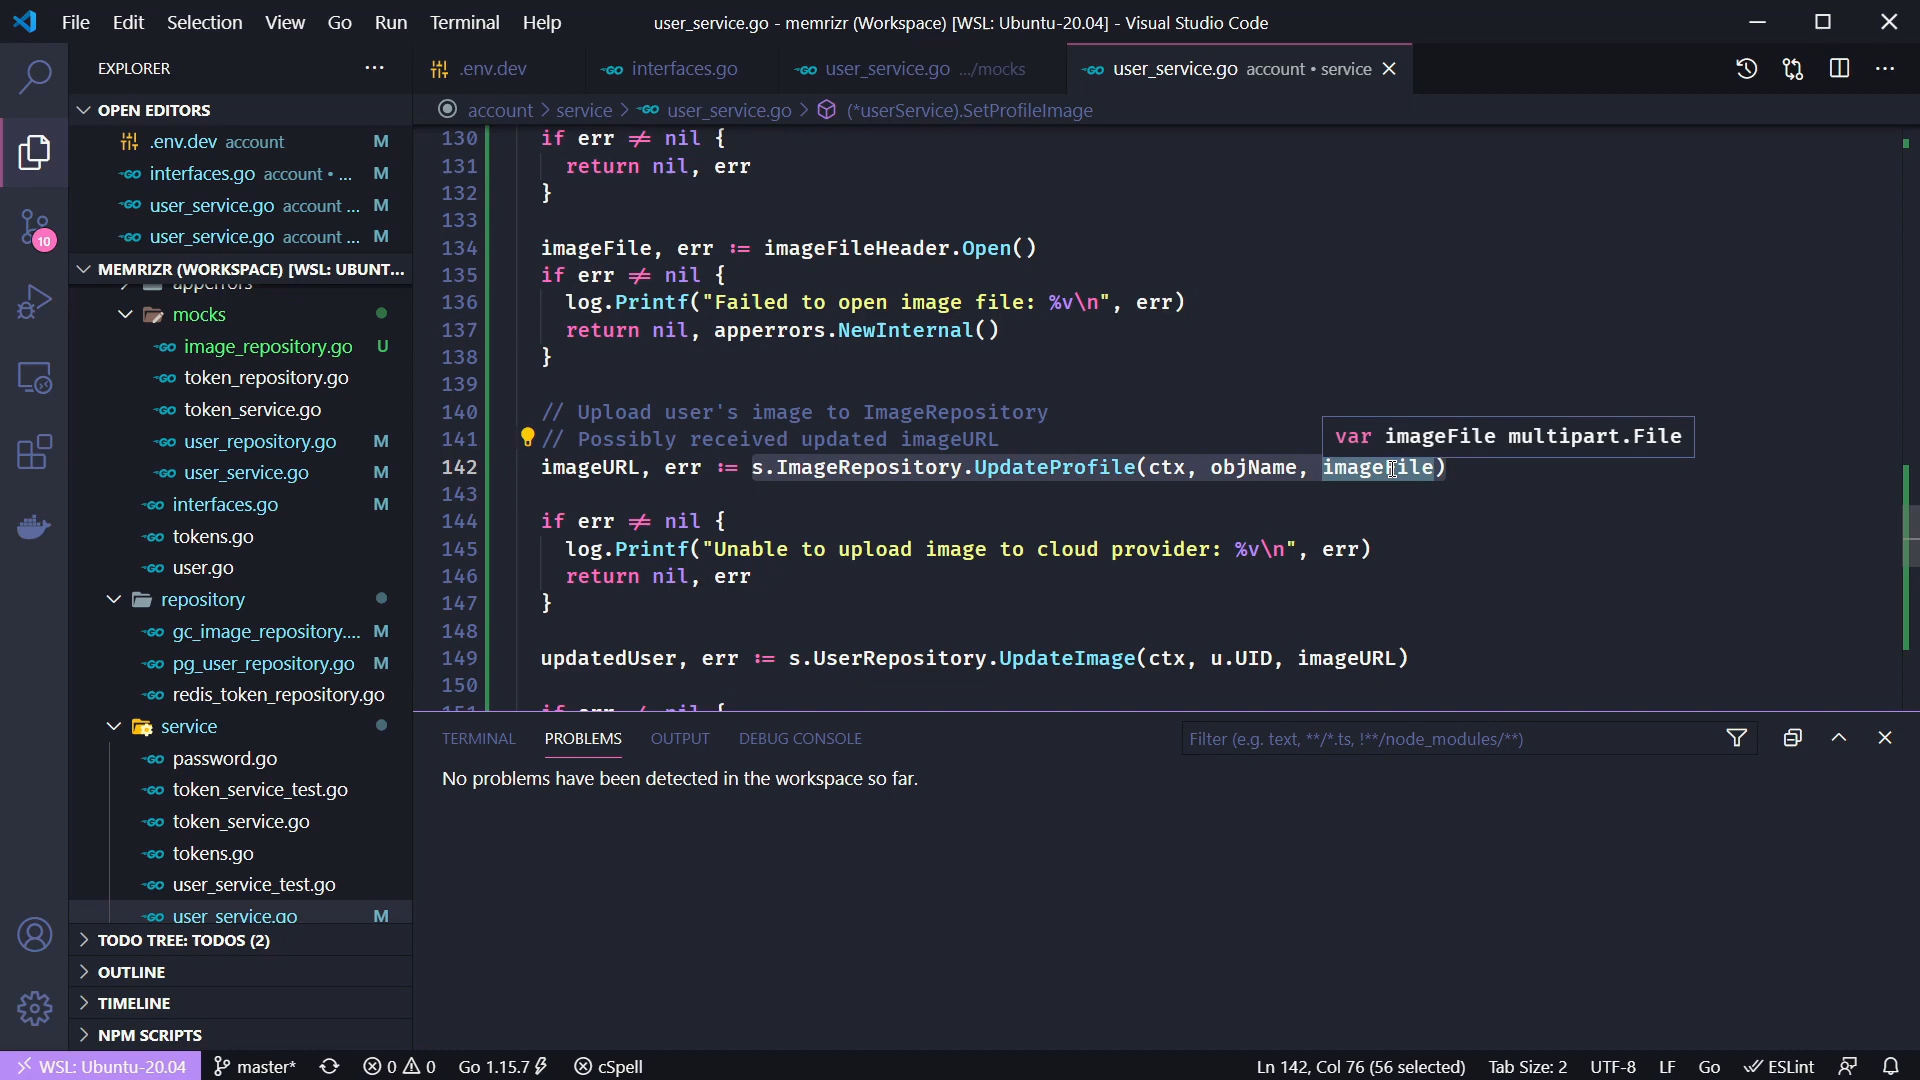 File Edit Selection View Go Run Terminal Help
user_service.go - memrizr (Workspace) [WSL: Ubuntu-20.04] - Visual Studio Code
EXPLORER
OPEN EDITORS
.env.dev account M
interfaces.go account • ... M
user_service.go account ... M
user_service.go account ... M
MEMRIZR (WORKSPACE) [WSL: UBUNT...
apperrors
mocks
image_repository.go U
token_repository.go
token_service.go
user_repository.go M
user_service.go M
interfaces.go M
tokens.go
user.go
repository
gc_image_repository.... M
pg_user_repository.go M
redis_token_repository.go
service
password.go
token_service_test.go
token_service.go
tokens.go
user_service_test.go
user_service.go M
TODO TREE: TODOS (2)
OUTLINE
TIMELINE
NPM SCRIPTS
10
.env.dev
interfaces.go
user_service.go .../mocks
user_service.go account • service
account > service > user_service.go > (*userService).SetProfileImage
130 if err ≠ nil {
131 return nil, err
132 }
133
134 imageFile, err := imageFileHeader.Open()
135 if err ≠ nil {
136 log.Printf("Failed to open image file: %v\n", err)
137 return nil, apperrors.NewInternal()
138 }
139
140 // Upload user's image to ImageRepository
141 // Possibly received updated imageURL
var imageFile multipart.File
142 imageURL, err := s.ImageRepository.UpdateProfile(ctx, objName, imageFile)
143
144 if err ≠ nil {
145 log.Printf("Unable to upload image to cloud provider: %v\n", err)
146 return nil, err
147 }
148
149 updatedUser, err := s.UserRepository.UpdateImage(ctx, u.UID, imageURL)
150
151 if err ≠ nil {
TERMINAL PROBLEMS OUTPUT DEBUG CONSOLE
Filter (e.g. text, **/*.ts, !**/node_modules/**)
No problems have been detected in the workspace so far.
WSL: Ubuntu-20.04 master* 0 0 Go 1.15.7 cSpell
Ln 142, Col 76 (56 selected) Tab Size: 2 UTF-8 LF Go ESLint